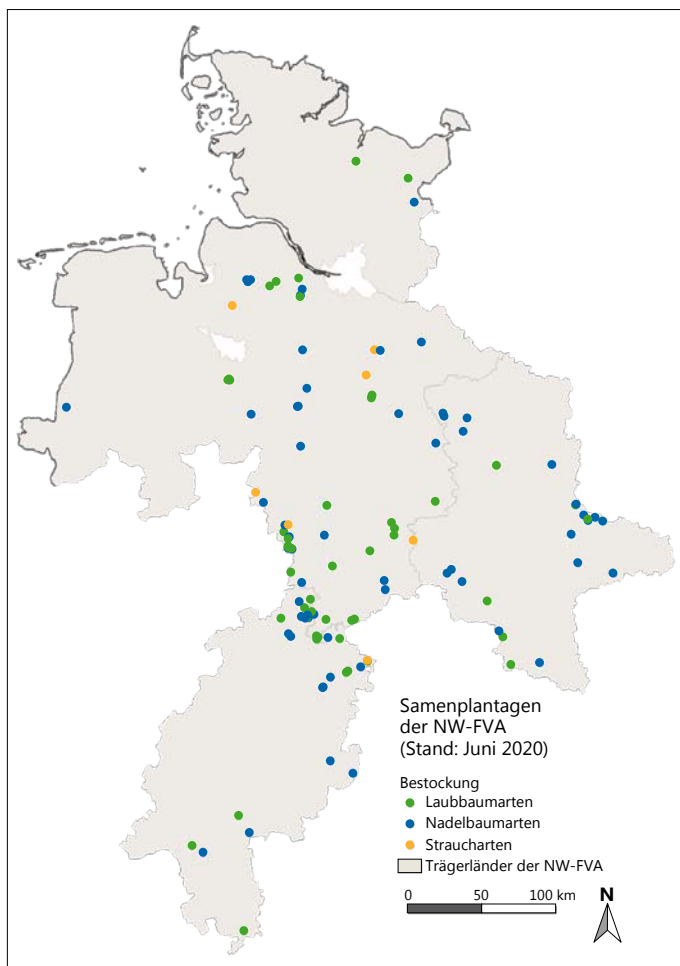 Samenplantagen
der NW-FVA
(Stand: Juni 2020)
Bestockung
Laubbaumarten
Nadelbaumarten
Straucharten
Trägerländer der NW-FVA
0 50 100 km
N